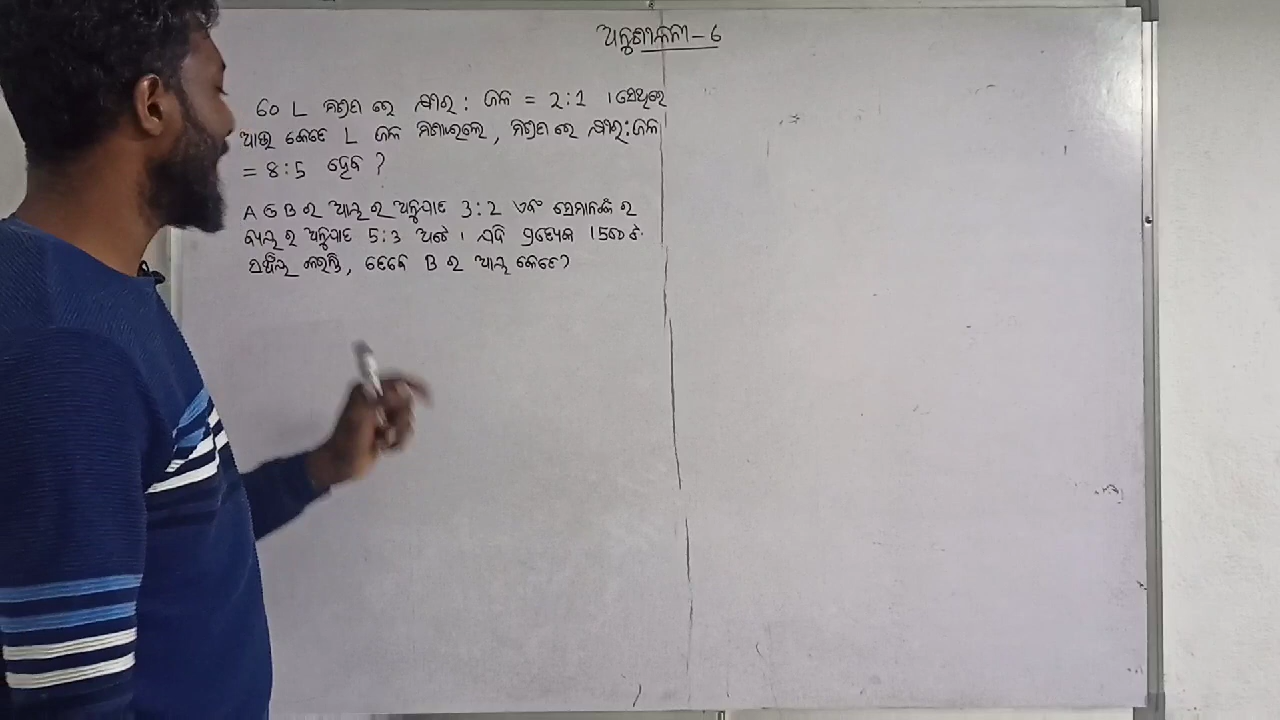 ଅନୁଶୀଳନୀ - 6
60 L ମିଶ୍ରଣ ରେ କ୍ଷୀର : ଜଳ = 2:1 । ସେଥିରେ
ଆଉ କେତେ L ଜଳ ମିଶାଇଲେ, ମିଶ୍ରଣ ରେ କ୍ଷୀର:ଜଳ
= 8:5 ହେବ ?
A ଓ B ର ଆୟ ର ଅନୁପାତ 3:2 ଏବଂ ସେମାନଙ୍କ ର
ବ୍ୟୟ ର ଅନୁପାତ 5:3 ଅଟେ । ଯଦି ପ୍ରତ୍ୟେକ 1500 ଟ.
ସଞ୍ଚୟ କରନ୍ତି, ତେବେ B ର ଆୟ କେତେ?